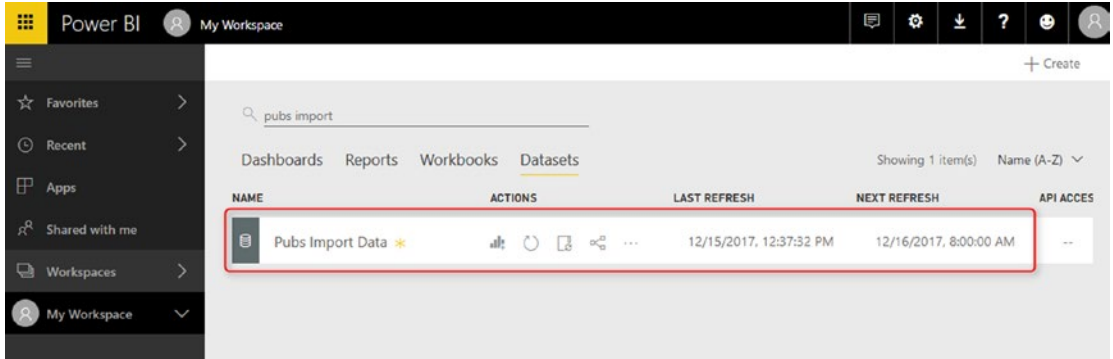 Power BI My Workspace ?
+ Create
Favorites
Recent
Apps
Shared with me
Workspaces
My Workspace
pubs import
Dashboards Reports Workbooks Datasets Showing 1 item(s) Name (A-Z)
NAME ACTIONS LAST REFRESH NEXT REFRESH API ACCES
Pubs Import Data 12/15/2017, 12:37:32 PM 12/16/2017, 8:00:00 AM --